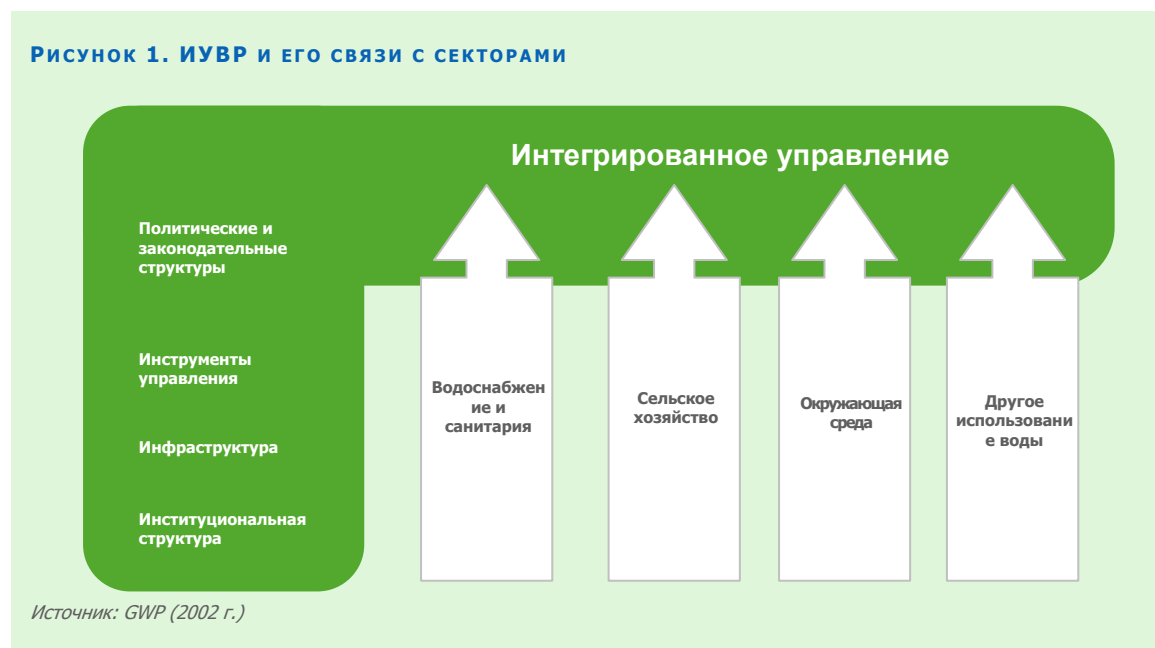 Рисунок 1. ИУВР и его связи с секторами
Интегрированное управление
Политические и
законодательные
структуры
Инструменты
управления
Инфраструктура
Институциональная
структура
Водоснабжен
ие и
санитария
Сельское
хозяйство
Окружающая
среда
Другое
использовани
е воды
Источник: GWP (2002 г.)